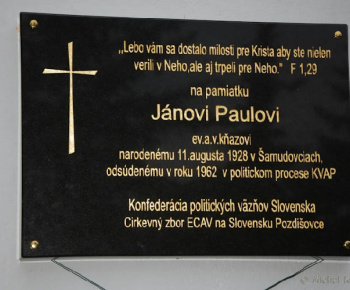 „Lebo vám sa dostalo milosti pre Krista aby ste nielen
verili v Neho,ale aj trpeli pre Neho." F 1,29
na pamiatku
Jánovi Paulovi
ev.a.v.kňazovi
narodenému 11.augusta 1928 v Šamudovciach,
odsúdenému v roku 1962 v politickom procese KVAP
Konfederácia politických väzňov Slovenska
Cirkevný zbor ECAV na Slovensku Pozdišovce